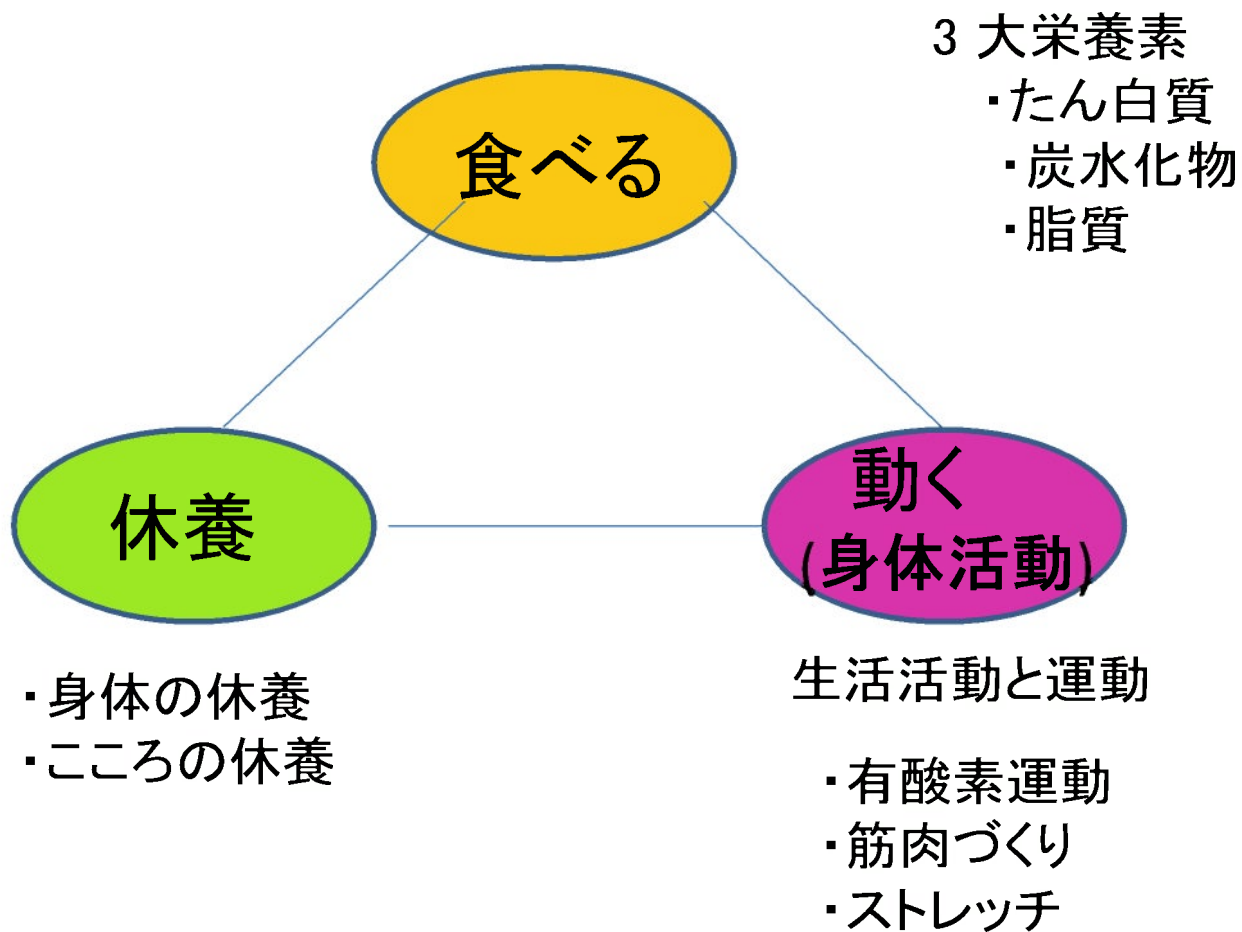 3 大栄養素
・たん白質
・炭水化物
・脂質
食べる
休養
動く
(身体活動)
・身体の休養
・こころの休養
生活活動と運動
・有酸素運動
・筋肉づくり
・ストレッチ